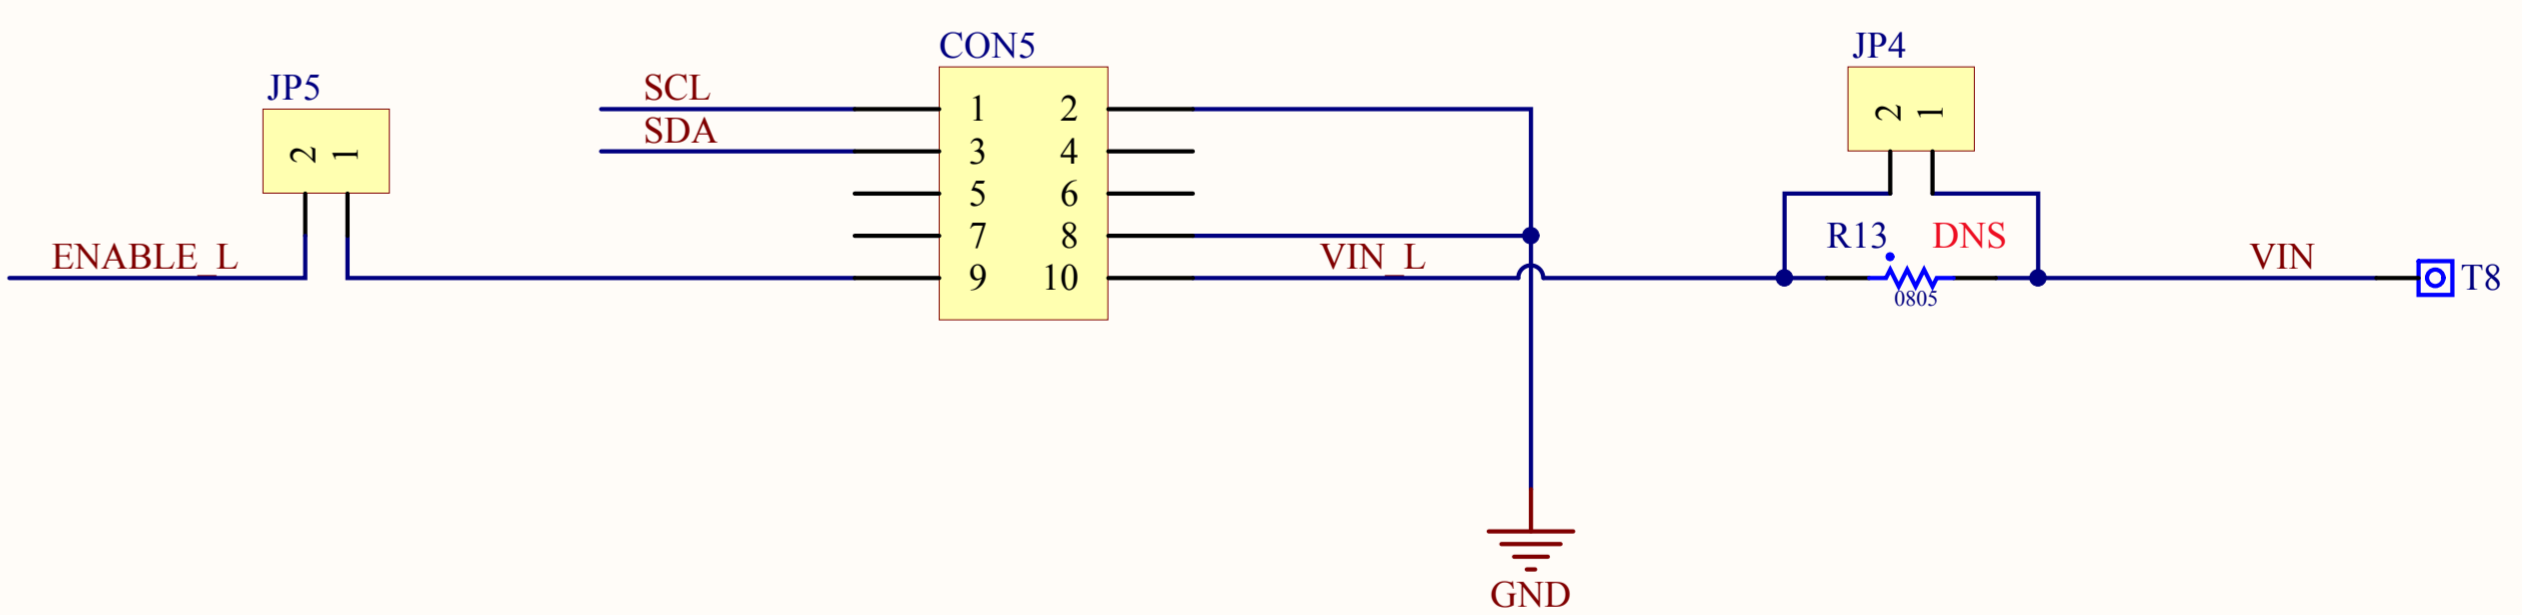 CON5
JP4
JP5
SCL
1 2
2 1
SDA
2 1
3 4
5 6
7 8
R13 DNS
ENABLE_L
VIN_L
VIN
9 10
T8
0805
GND